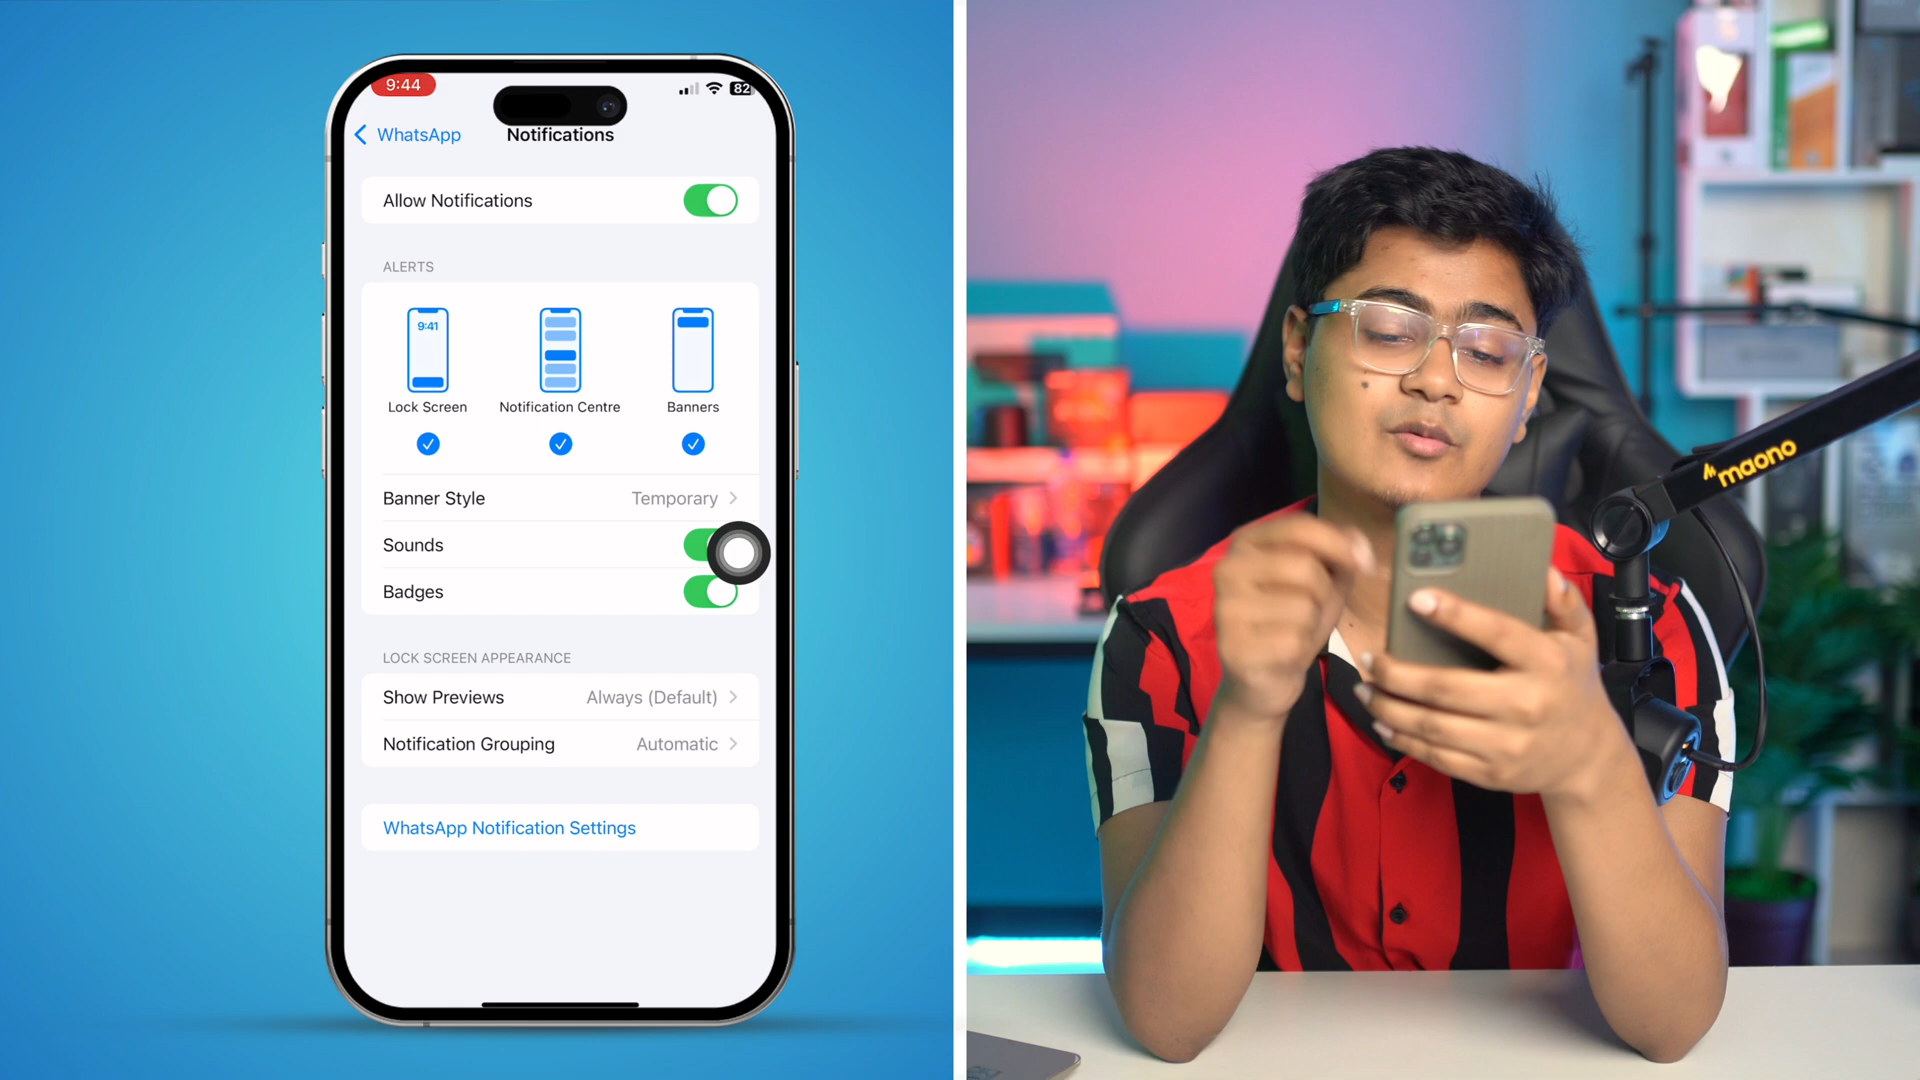 9:44
82
WhatsApp
Notifications
Allow Notifications
ALERTS
9:41
Lock Screen
Notification Centre
Banners
Banner Style
Temporary
Sounds
Badges
LOCK SCREEN APPEARANCE
Show Previews
Always (Default)
Notification Grouping
Automatic
WhatsApp Notification Settings
maono